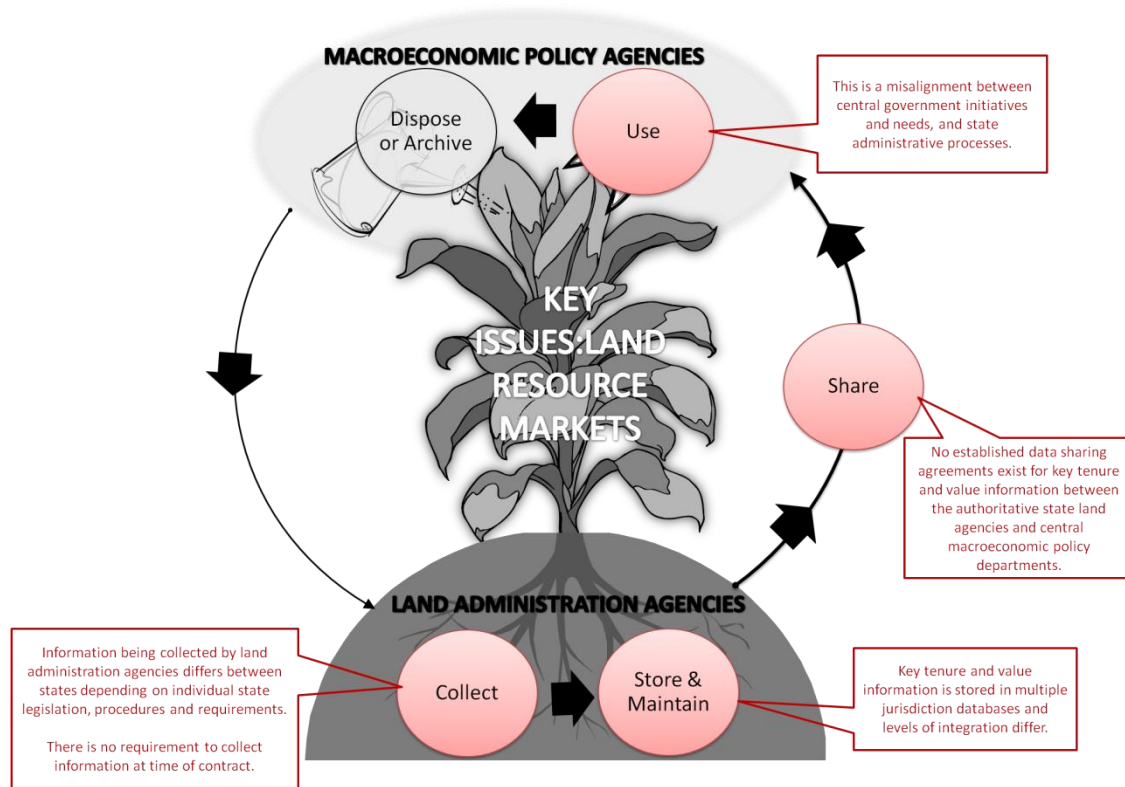 MACROECONOMIC POLICY AGENCIES
Dispose
or Archive
Use
This is a misalignment between
central government initiatives
and needs, and state
administrative processes.
KEY
ISSUES:LAND
RESOURCE
MARKETS
Share
No established data sharing
agreements exist for key tenure
and value information between
the authoritative state land
agencies and central
macroeconomic policy
departments.
LAND ADMINISTRATION AGENCIES
Information being collected by land
administration agencies differs between
states depending on individual state
legislation, procedures and requirements.
There is no requirement to collect
information at time of contract.
Collect
Store &
Maintain
Key tenure and value
information is stored in multiple
jurisdiction databases and
levels of integration differ.